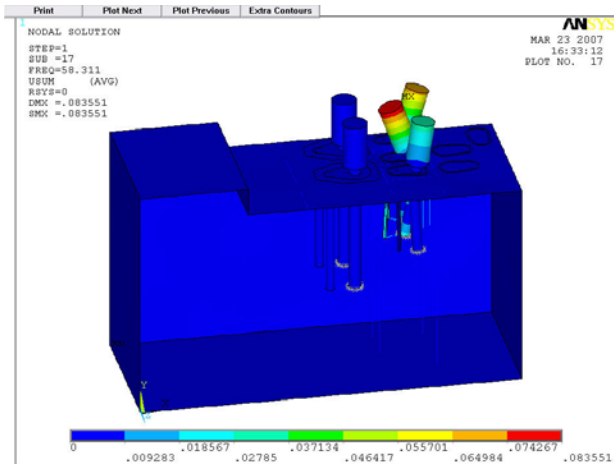 Print Plot Next Plot Previous Extra Contours
1
NODAL SOLUTION
STEP=1
SUB =17
FREQ=58.311
USUM (AVG)
RSYS=0
DMX =.083551
SMX =.083551
ANSYS
MAR 23 2007
16:33:12
PLOT NO. 17
MX
Y
X
0 .018567 .037134 .055701 .074267
.009283 .02785 .046417 .064984 .083551